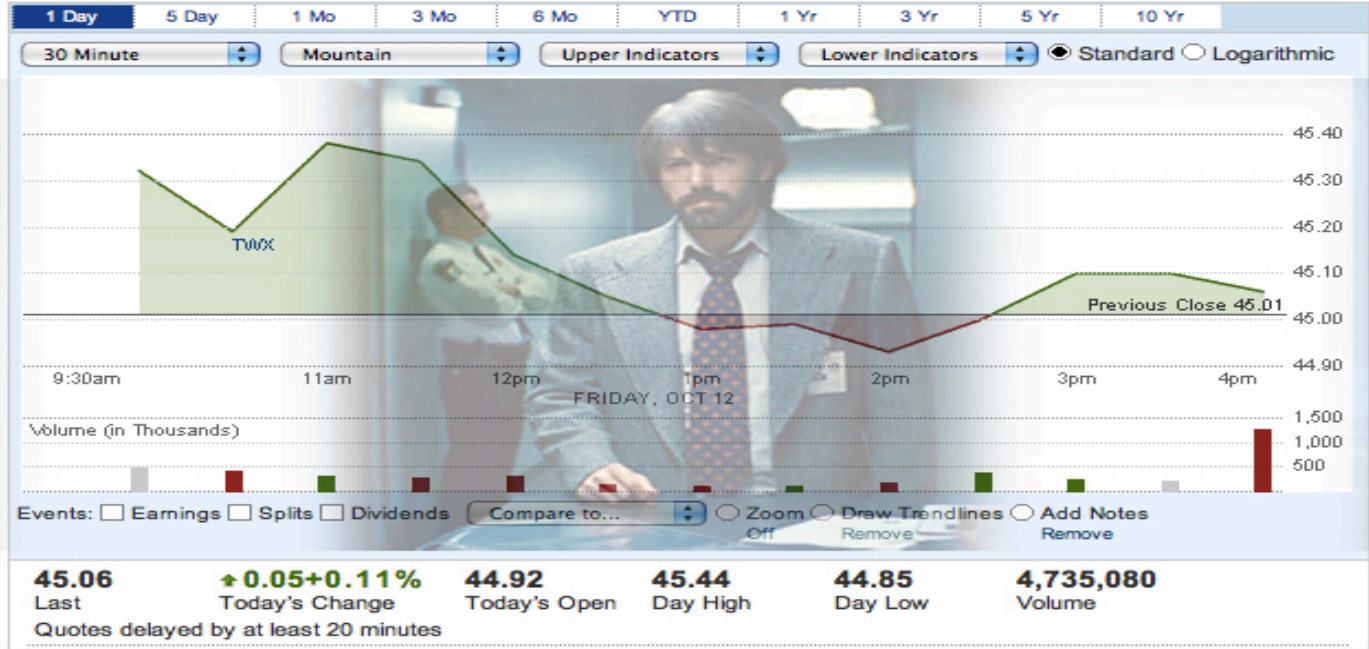 1 Day 5 Day 1 Mo 3 Mo 6 Mo YTD 1 Yr 3 Yr 5 Yr 10 Yr
30 Minute Mountain Upper Indicators Lower Indicators Standard Logarithmic
45.40
45.30
45.20
TWX
45.10
Previous Close 45.01
45.00
44.90
9:30am 11am 12pm 1pm 2pm 3pm 4pm
FRIDAY, OCT 12
1,500
Volume (in Thousands)
1,000
500
Events: Earnings Splits Dividends Compare to... Zoom Draw Trendlines Add Notes
Off Remove Remove
45.06 0.05+0.11% 44.92 45.44 44.85 4,735,080
Last Today's Change Today's Open Day High Day Low Volume
Quotes delayed by at least 20 minutes